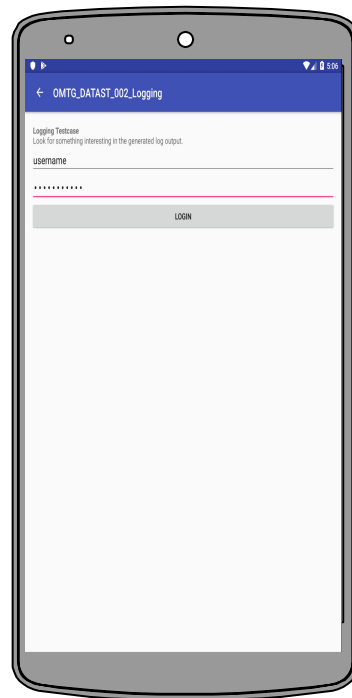 5:06
OMTG_DATAST_002_Logging
Logging Testcase
Look for something interesting in the generated log output.
username
•••••••••••
LOGIN